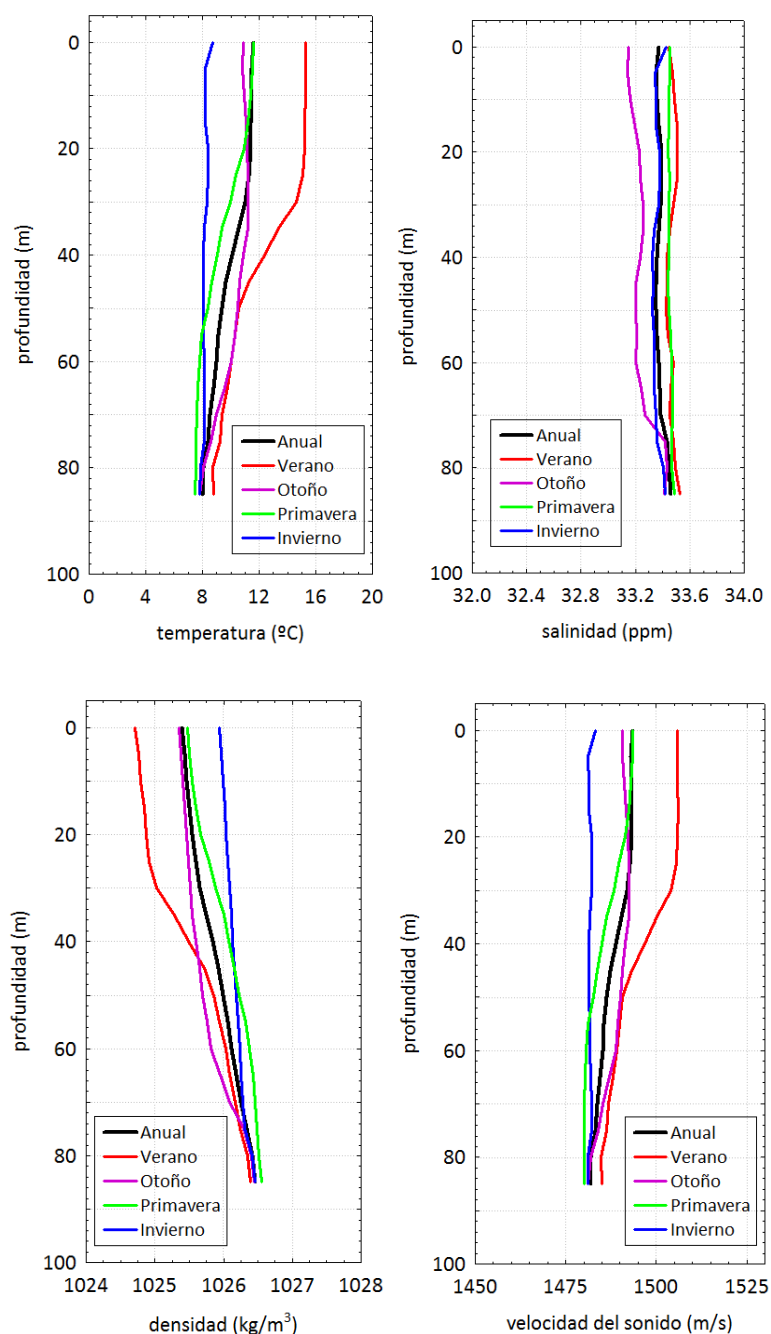 0
20
40
60
80
100
profundidad (m)
Anual
Verano
Otoño
Primavera
Invierno
0 4 8 12 16 20
temperatura (ºC)
0
20
40
60
80
100
profundidad (m)
Anual
Verano
Otoño
Primavera
Invierno
32.0 32.4 32.8 33.2 33.6 34.0
salinidad (ppm)
0
20
40
60
80
100
profundidad (m)
Anual
Verano
Otoño
Primavera
Invierno
1024 1025 1026 1027 1028
densidad (kg/m³)
0
20
40
60
80
100
profundidad (m)
Anual
Verano
Otoño
Primavera
Invierno
1450 1475 1500 1525
velocidad del sonido (m/s)